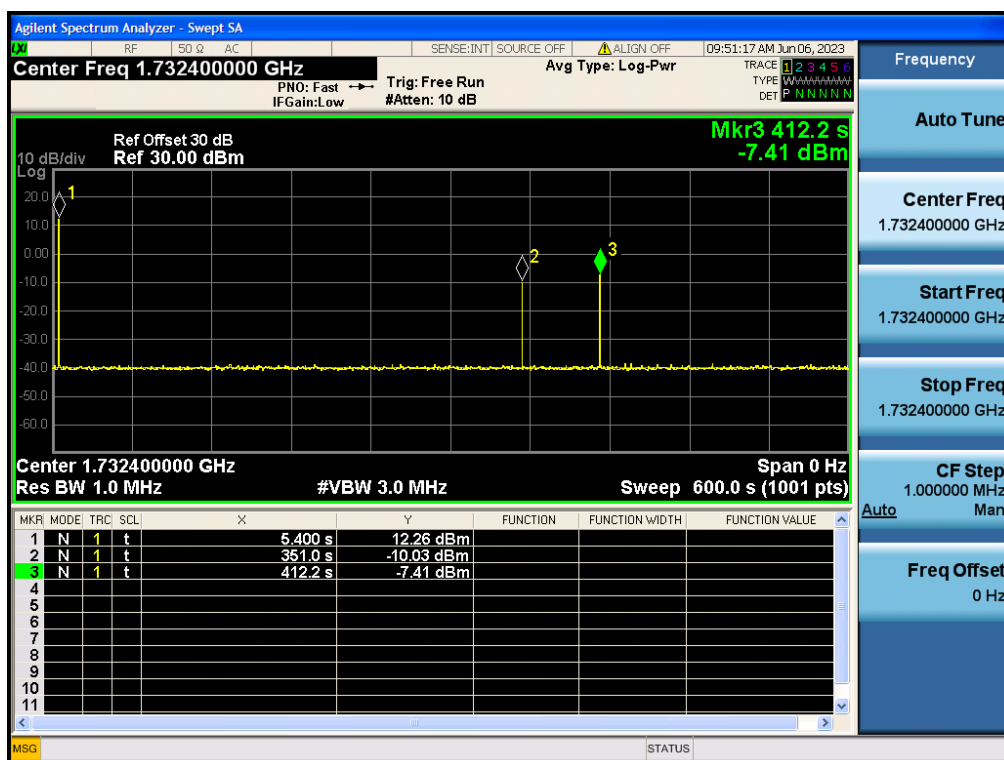 Agilent Spectrum Analyzer - Swept SA
LXI RF 50 Ω AC SENSE:INT SOURCE OFF ALIGN OFF 09:51:17 AM Jun 06, 2023
Center Freq 1.732400000 GHz
PNO: Fast
IFGain:Low
Trig: Free Run
#Atten: 10 dB
Avg Type: Log-Pwr
TRACE 1 2 3 4 5 6
TYPE
DET P N N N N N
Ref Offset 30 dB
10 dB/div Ref 30.00 dBm
Log
Mkr3 412.2 s
-7.41 dBm
20.0
10.0
0.00
-10.0
-20.0
-30.0
-40.0
-50.0
-60.0
1
2
3
Center 1.732400000 GHz Span 0 Hz
Res BW 1.0 MHz #VBW 3.0 MHz Sweep 600.0 s (1001 pts)
MKR MODE TRC SCL X Y FUNCTION FUNCTION WIDTH FUNCTION VALUE
1 N 1 t 5.400 s 12.26 dBm
2 N 1 t 351.0 s -10.03 dBm
3 N 1 t 412.2 s -7.41 dBm
4
5
6
7
8
9
10
11
MSG STATUS
Frequency
Auto Tune
Center Freq
1.732400000 GHz
Start Freq
1.732400000 GHz
Stop Freq
1.732400000 GHz
CF Step
1.000000 MHz
Auto Man
Freq Offset
0 Hz